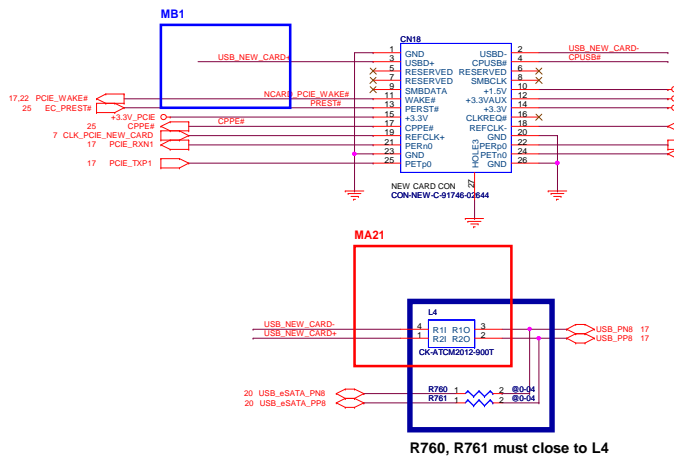 MB1
CN18
USB_NEW_CARD+
1 GND USBD- 2 USB_NEW_CARD-
3 USBD+ CPUSB# 4 CPUSB#
5 RESERVED RESERVED 6
7 RESERVED SMBCLK 8
9 SMBDATA +1.5V 10
17,22 PCIE_WAKE# NCARD_PCIE_WAKE# 11 WAKE# +3.3VAUX 12
25 EC_PREST# PREST# 13 PERST# +3.3V 14
+3.3V_PCIE 15 +3.3V CLKREQ# 16
25 CPPE# CPPE# 17 CPPE# REFCLK- 18
7 CLK_PCIE_NEW_CARD 19 REFCLK+ GND 20
17 PCIE_RXN1 21 PERn0 PERp0 22
23 GND PETn0 24
17 PCIE_TXP1 25 PETp0 GND 26
HOLE3
27
NEW CARD CON
CON-NEW-C-91746-02644
MA21
L4
USB_NEW_CARD- 4 R1I R1O 3 USB_PN8 17
USB_NEW_CARD+ 1 R2I R2O 2 USB_PP8 17
CK-ATCM2012-900T
20 USB_eSATA_PN8 R760 1 2 @0-04
20 USB_eSATA_PP8 R761 1 2 @0-04
R760, R761 must close to L4